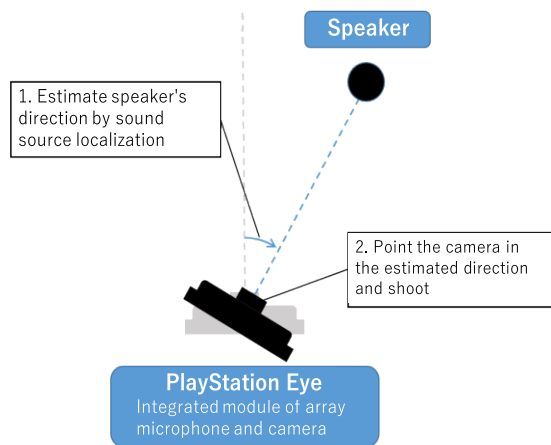 Speaker
1. Estimate speaker's
direction by sound
source localization
2. Point the camera in
the estimated direction
and shoot
PlayStation Eye
Integrated module of array
microphone and camera